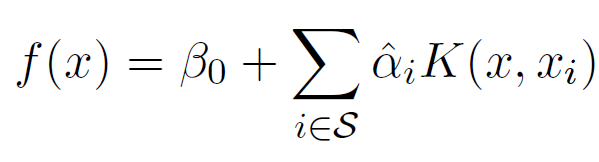 f(x) = β₀ + ∑_{i∈𝒮} α̂ᵢK(x, xᵢ)